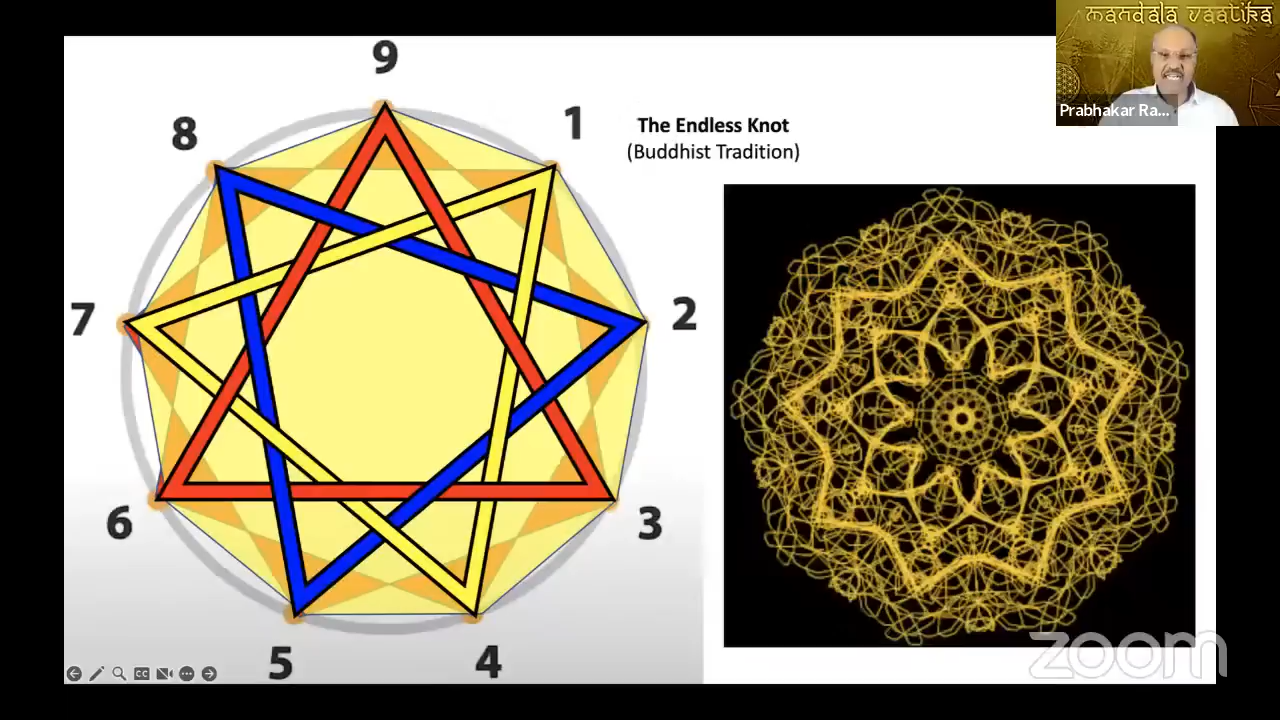 mandala vaatika
Prabhakar Ra...
9
8
1
The Endless Knot
(Buddhist Tradition)
7
2
6
3
5
4
CC
zoom